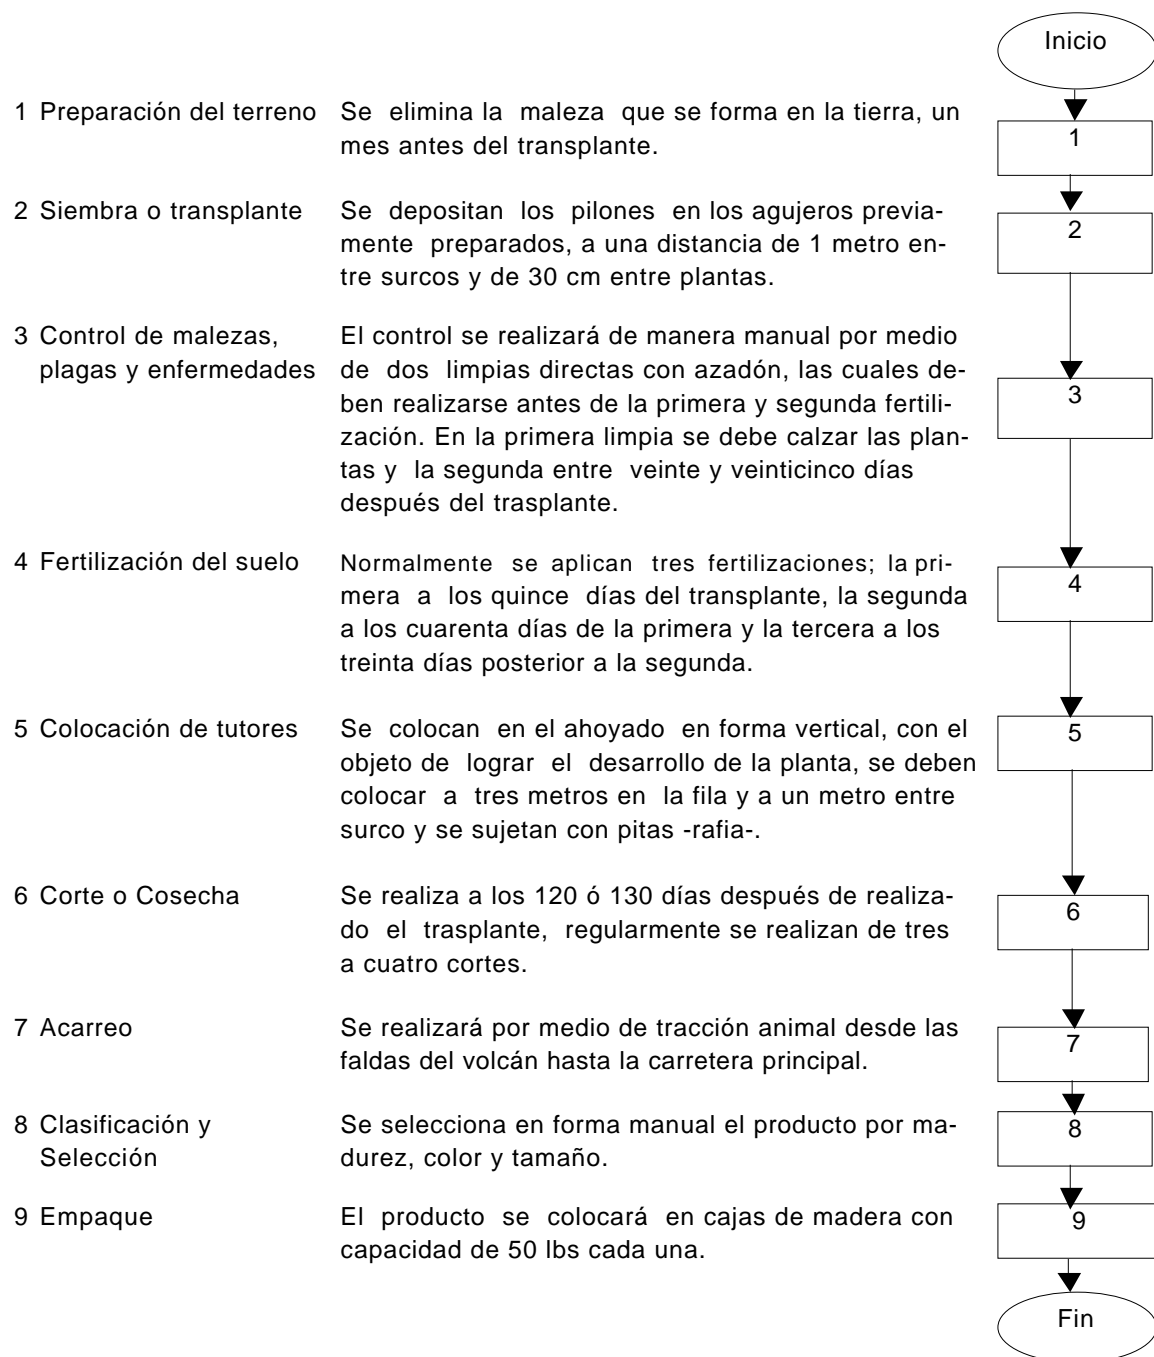 Inicio
1 Preparación del terreno Se elimina la maleza que se forma en la tierra, un
mes antes del transplante.
1
2 Siembra o transplante Se depositan los pilones en los agujeros previa-
mente preparados, a una distancia de 1 metro en-
tre surcos y de 30 cm entre plantas.
2
3 Control de malezas, El control se realizará de manera manual por medio
plagas y enfermedades de dos limpias directas con azadón, las cuales de-
ben realizarse antes de la primera y segunda fertili-
zación. En la primera limpia se debe calzar las plan-
tas y la segunda entre veinte y veinticinco días
después del trasplante.
3
4 Fertilización del suelo Normalmente se aplican tres fertilizaciones; la pri-
mera a los quince días del transplante, la segunda
a los cuarenta días de la primera y la tercera a los
treinta días posterior a la segunda.
4
5 Colocación de tutores Se colocan en el ahoyado en forma vertical, con el
objeto de lograr el desarrollo de la planta, se deben
colocar a tres metros en la fila y a un metro entre
surco y se sujetan con pitas -rafia-.
5
6 Corte o Cosecha Se realiza a los 120 ó 130 días después de realiza-
do el trasplante, regularmente se realizan de tres
a cuatro cortes.
6
7 Acarreo Se realizará por medio de tracción animal desde las
faldas del volcán hasta la carretera principal.
7
8 Clasificación y Se selecciona en forma manual el producto por ma-
Selección durez, color y tamaño.
8
9 Empaque El producto se colocará en cajas de madera con
capacidad de 50 lbs cada una.
9
Fin